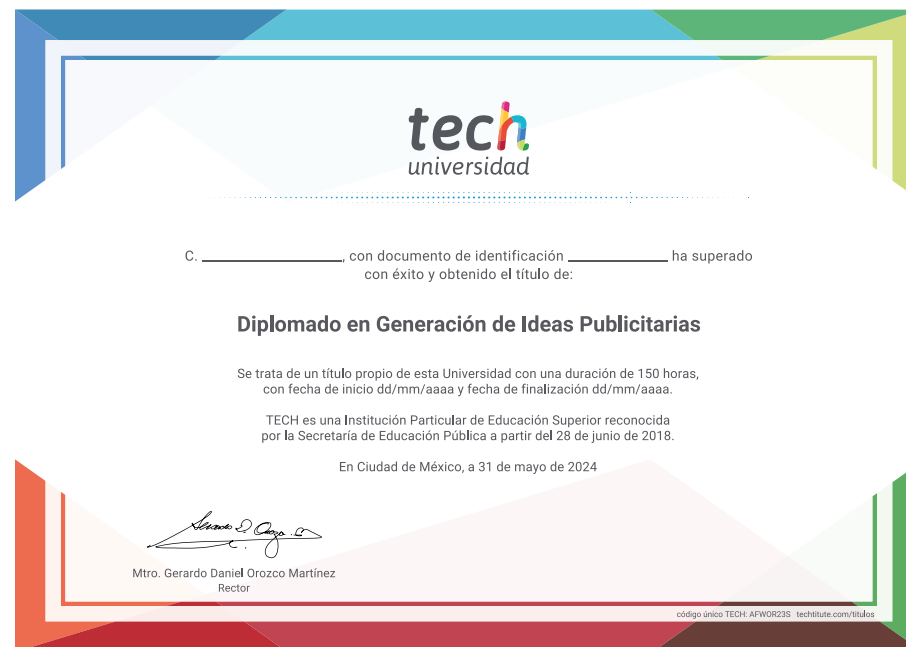 tech
universidad
C. ____________, con documento de identificación ____________ ha superado
con éxito y obtenido el título de:
Diplomado en Generación de Ideas Publicitarias
Se trata de un título propio de esta Universidad con una duración de 150 horas,
con fecha de inicio dd/mm/aaaa y fecha de finalización dd/mm/aaaa.
TECH es una Institución Particular de Educación Superior reconocida
por la Secretaría de Educación Pública a partir del 28 de junio de 2018.
En Ciudad de México, a 31 de mayo de 2024
Mtro. Gerardo Daniel Orozco Martínez
Rector
código único TECH: AFWOR23S techtitute.com/titulos